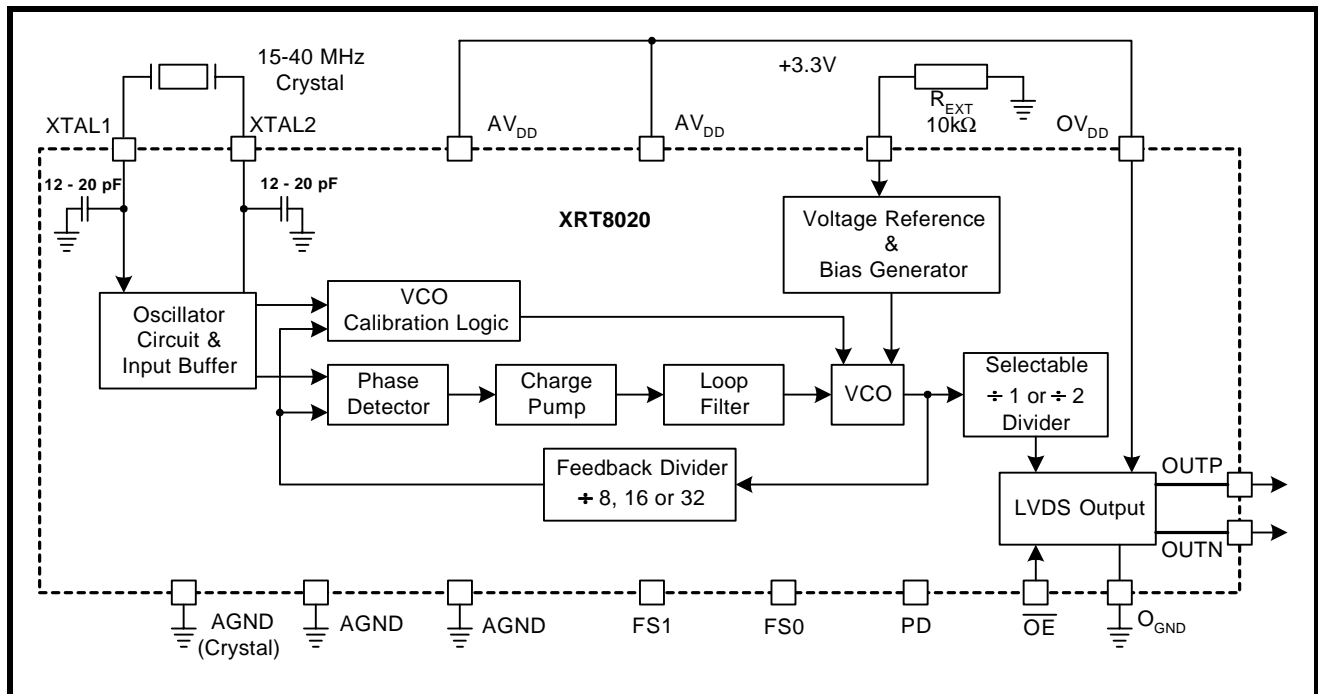 15-40 MHz
Crystal
+3.3V
R_EXT
10kΩ
XTAL1
XTAL2
AV_DD
AV_DD
OV_DD
12 - 20 pF
12 - 20 pF
XRT8020
Voltage Reference
&
Bias Generator
Oscillator
Circuit &
Input Buffer
VCO
Calibration Logic
Phase
Detector
Charge
Pump
Loop
Filter
VCO
Selectable
÷ 1 or ÷ 2
Divider
Feedback Divider
÷ 8, 16 or 32
LVDS Output
OUTP
OUTN
AGND
(Crystal)
AGND
AGND
FS1
FS0
PD
O̅E̅
O_GND